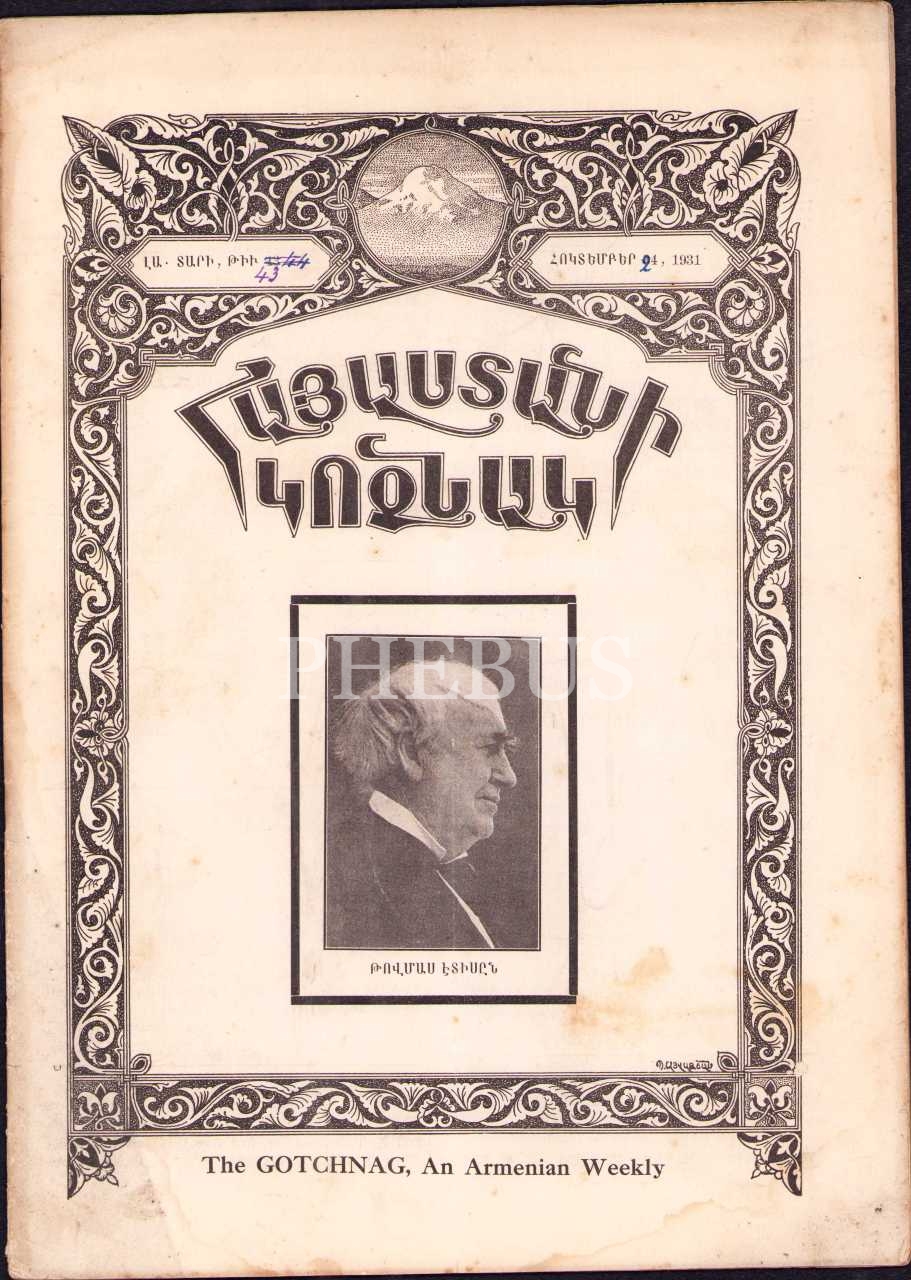 ԼԱ. ՏԱՐԻ, ԹԻՒ 43
ՀՈԿՏԵՄԲԵՐ 24, 1931
ՀԱՅԱՍՏԱՆԻ
ԿՈՉՆԱԿ
PHEBUS
ԹՈՎՄԱՍ ԷՏԻՍԸՆ
The GOTCHNAG, An Armenian Weekly